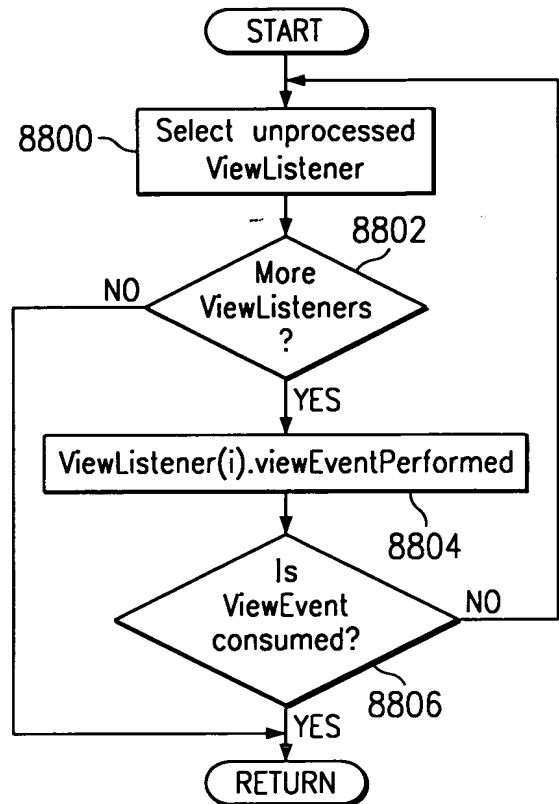 START
8800
Select unprocessed
ViewListener
8802
NO
More
ViewListeners
?
YES
ViewListener(i).viewEventPerformed
8804
Is
ViewEvent
consumed?
NO
8806
YES
RETURN